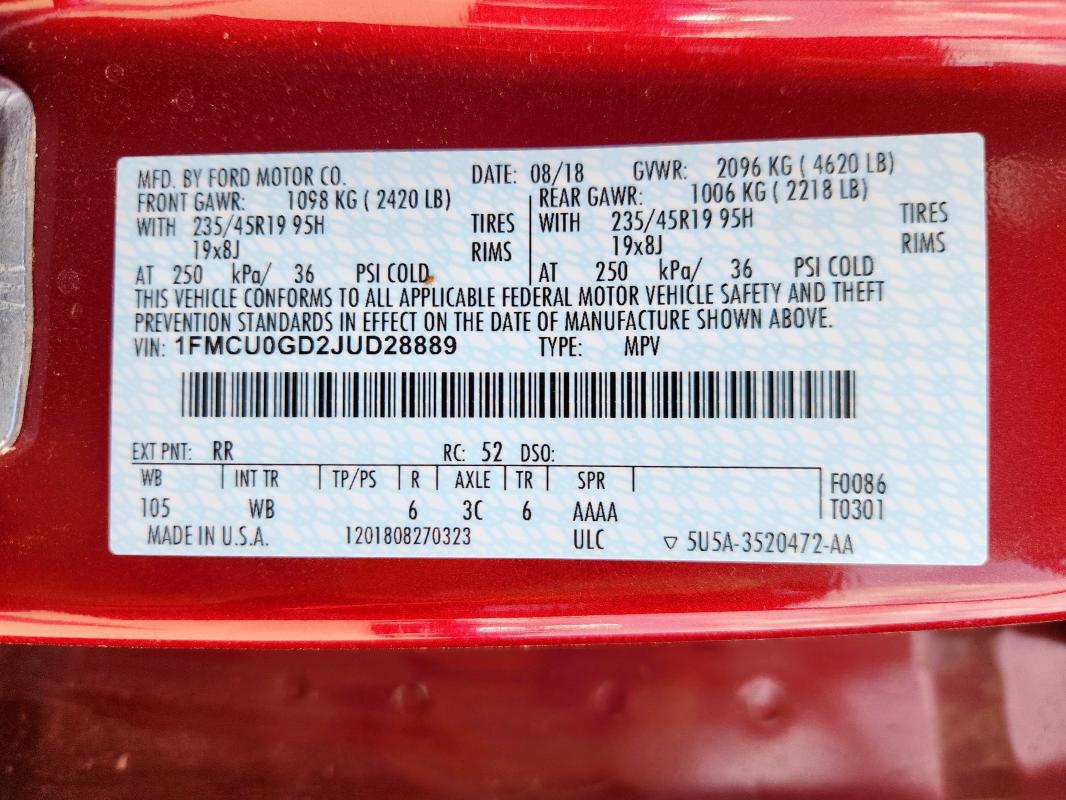 MFD. BY FORD MOTOR CO. DATE: 08/18 GVWR: 2096 KG ( 4620 LB)
FRONT GAWR: 1098 KG ( 2420 LB) REAR GAWR: 1006 KG ( 2218 LB)
WITH 235/45R19 95H TIRES WITH 235/45R19 95H TIRES
19x8J RIMS 19x8J RIMS
AT 250 kPa/ 36 PSI COLD AT 250 kPa/ 36 PSI COLD
THIS VEHICLE CONFORMS TO ALL APPLICABLE FEDERAL MOTOR VEHICLE SAFETY AND THEFT
PREVENTION STANDARDS IN EFFECT ON THE DATE OF MANUFACTURE SHOWN ABOVE.
VIN: 1FMCU0GD2JUD28889 TYPE: MPV
EXT PNT: RR RC: 52 DSO:
WB INT TR TP/PS R AXLE TR SPR F0086
105 WB 6 3C 6 AAAA T0301
MADE IN U.S.A. 1201808270323 ULC ▽ 5U5A-3520472-AA